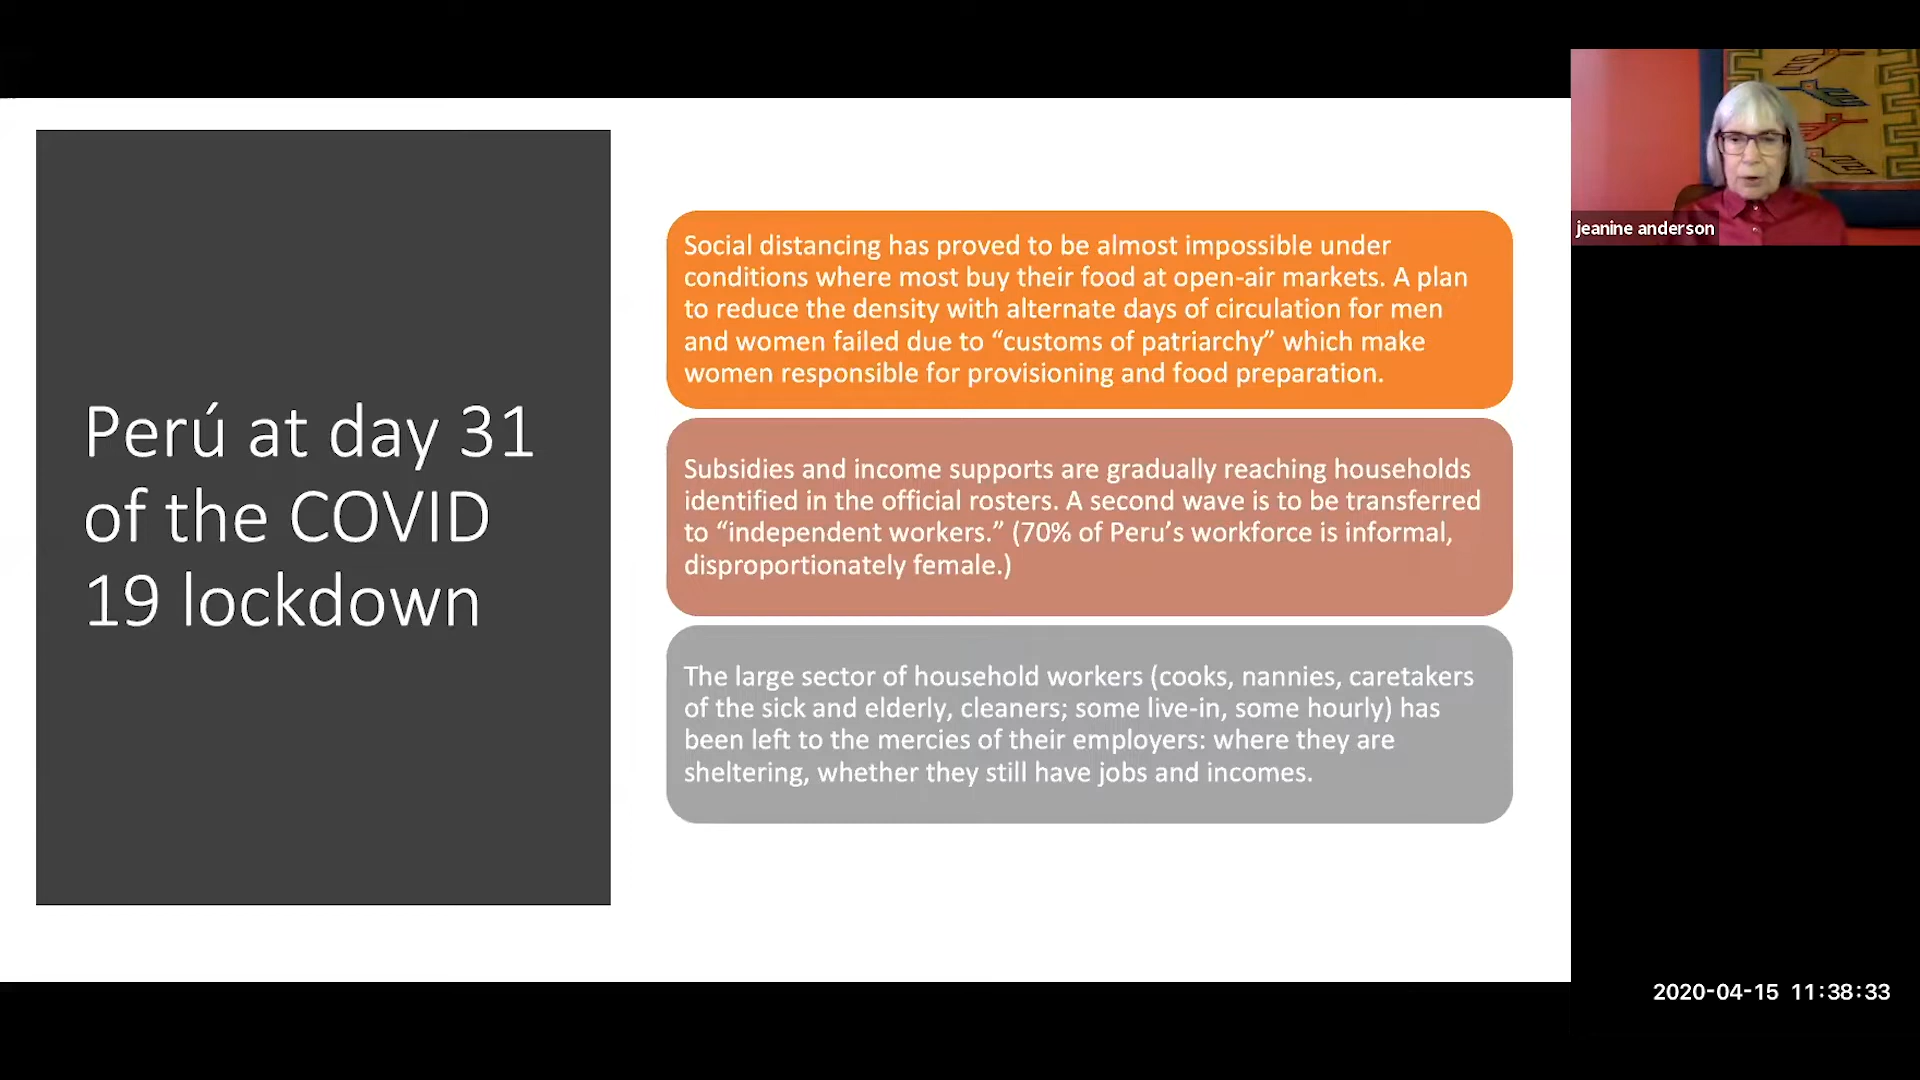 Perú at day 31
of the COVID
19 lockdown
Social distancing has proved to be almost impossible under
conditions where most buy their food at open-air markets. A plan
to reduce the density with alternate days of circulation for men
and women failed due to “customs of patriarchy” which make
women responsible for provisioning and food preparation.
Subsidies and income supports are gradually reaching households
identified in the official rosters. A second wave is to be transferred
to “independent workers.” (70% of Peru’s workforce is informal,
disproportionately female.)
The large sector of household workers (cooks, nannies, caretakers
of the sick and elderly, cleaners; some live-in, some hourly) has
been left to the mercies of their employers: where they are
sheltering, whether they still have jobs and incomes.
jeanine anderson
2020-04-15 11:38:33